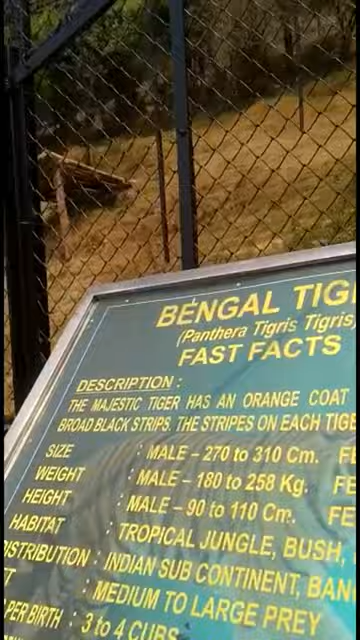 BENGAL TIG
(Panthera Tigris Tigris
FAST FACTS
DESCRIPTION :
THE MAJESTIC TIGER HAS AN ORANGE COAT
BROAD BLACK STRIPS. THE STRIPES ON EACH TIGE
SIZE : MALE – 270 to 310 Cm. FE
WEIGHT : MALE – 180 to 258 Kg. FE
HEIGHT : MALE – 90 to 110 Cm. FE
HABITAT : TROPICAL JUNGLE, BUSH,
DISTRIBUTION : INDIAN SUB CONTINENT, BAN
T : MEDIUM TO LARGE PREY
PER BIRTH : 3 to 4 CUBS